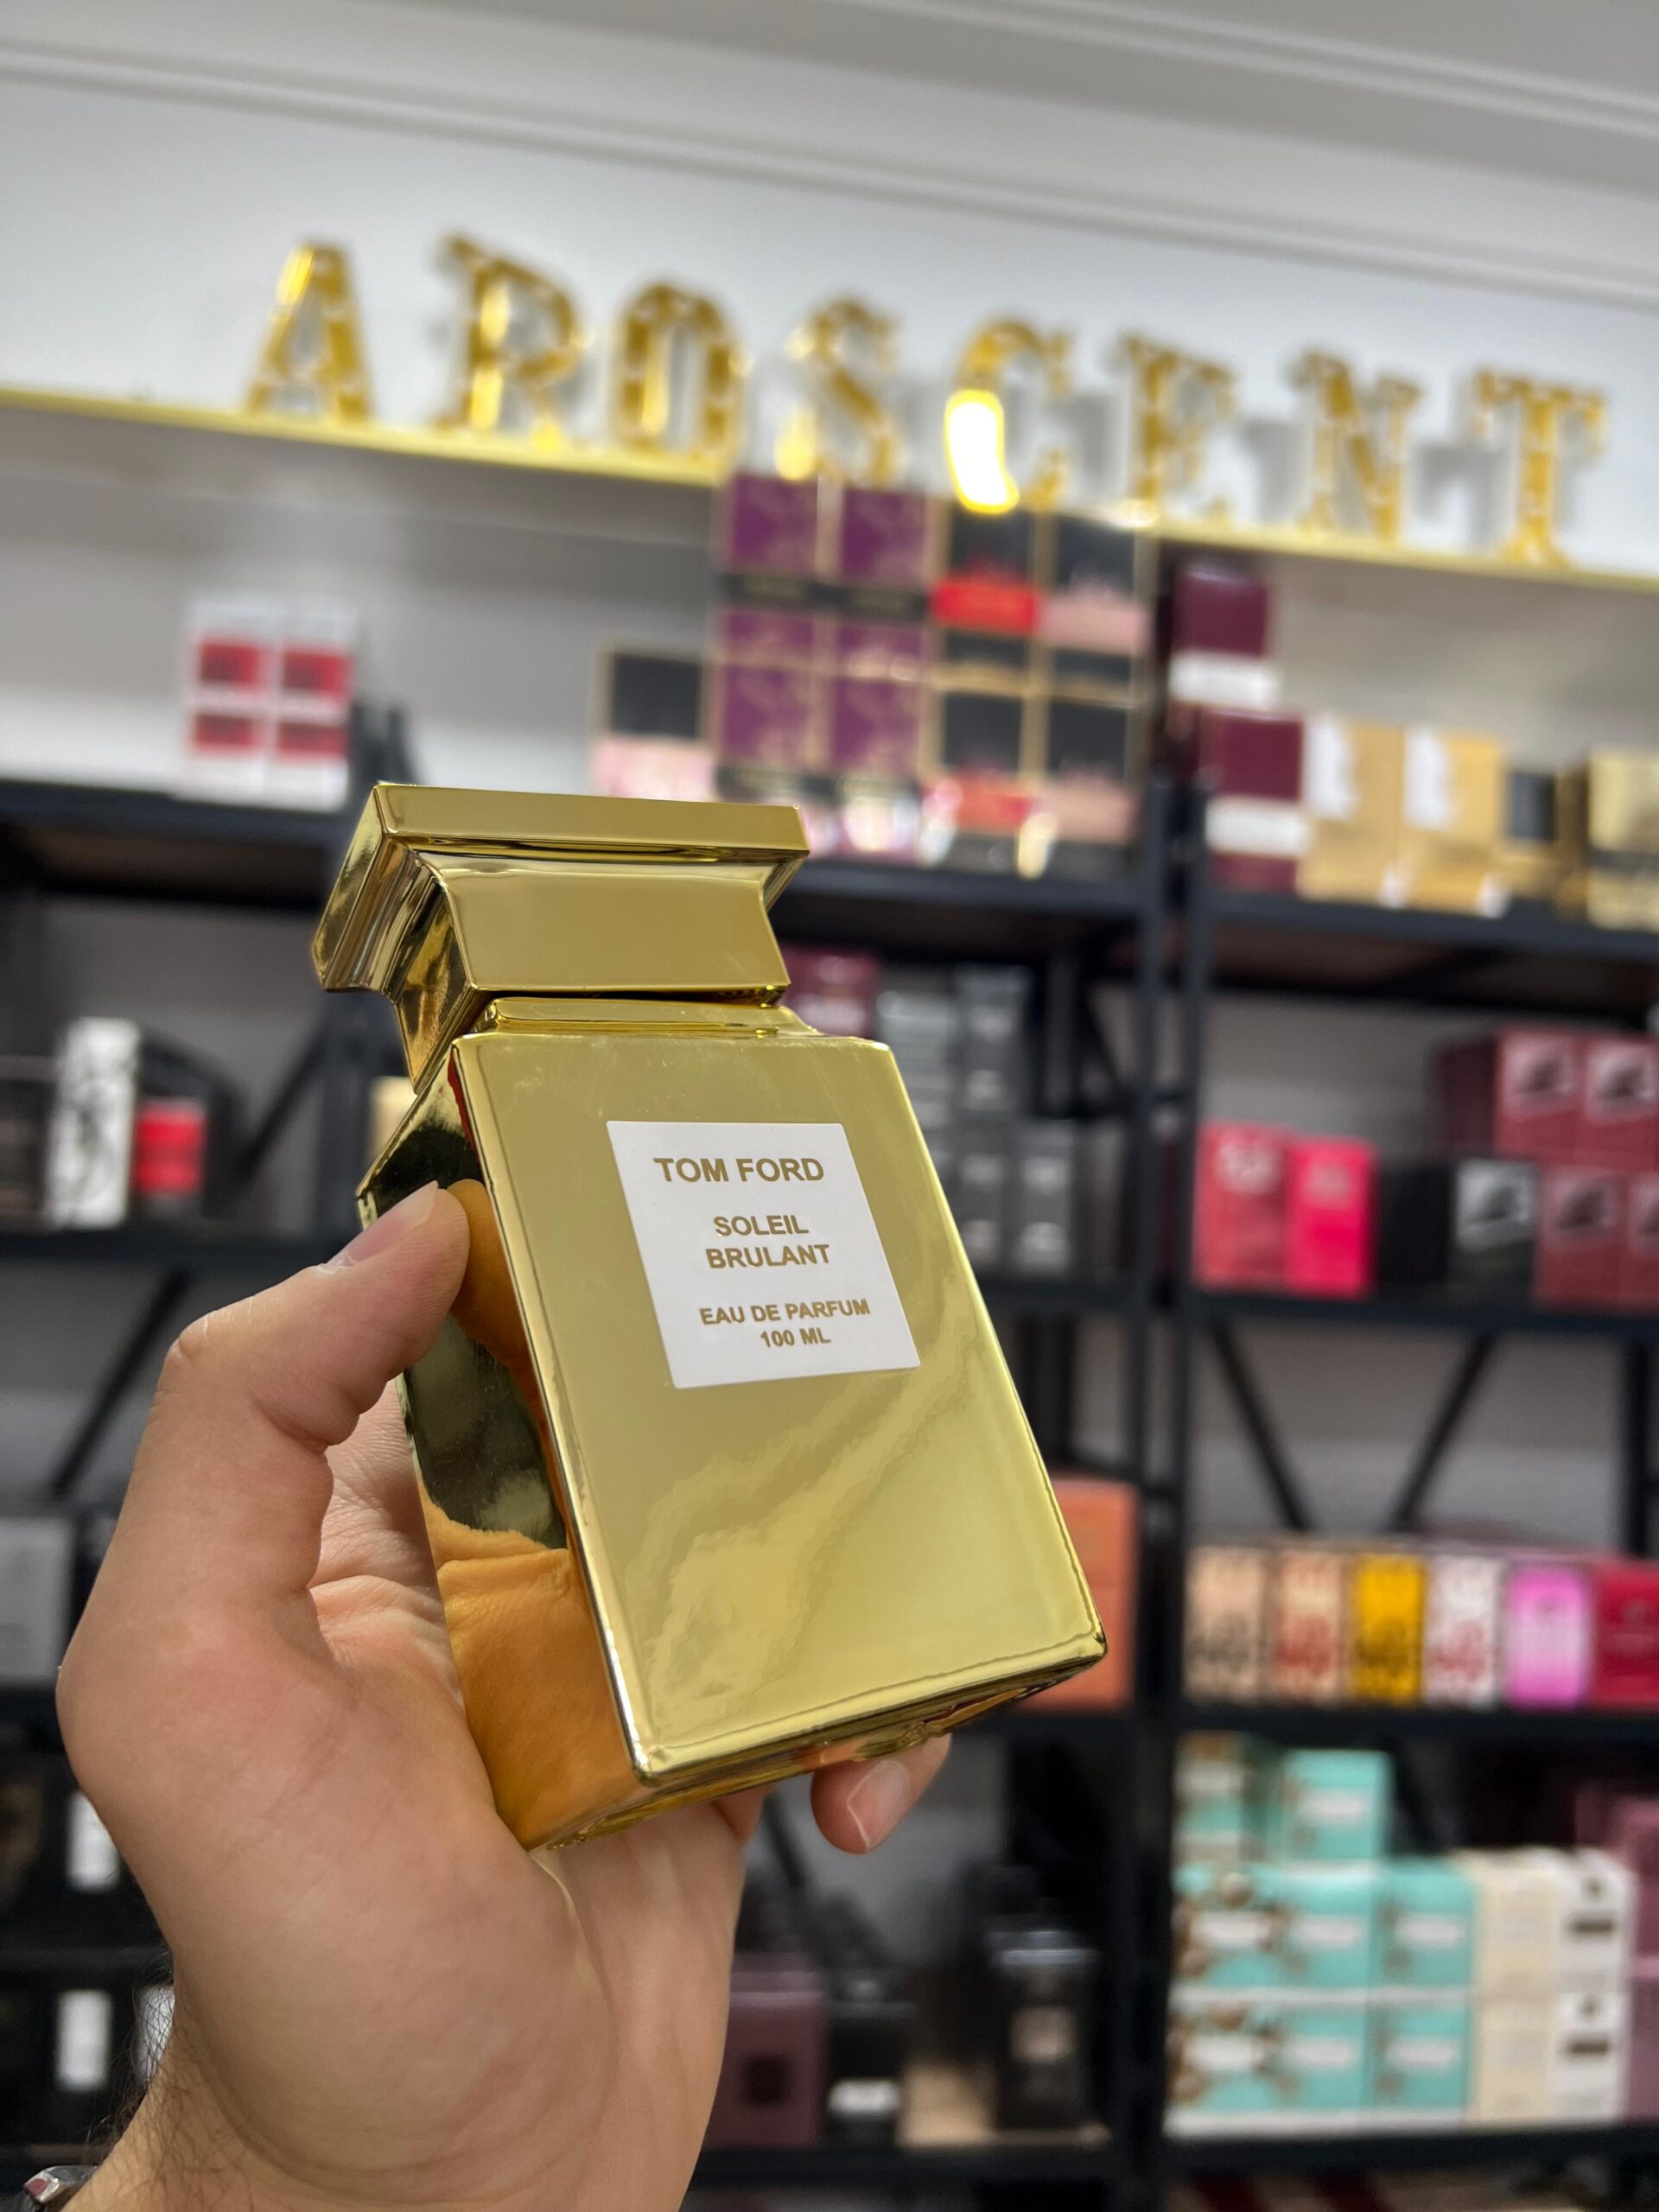 AROSCENT
TOM FORD
SOLEIL
BRULANT
EAU DE PARFUM
100 ML